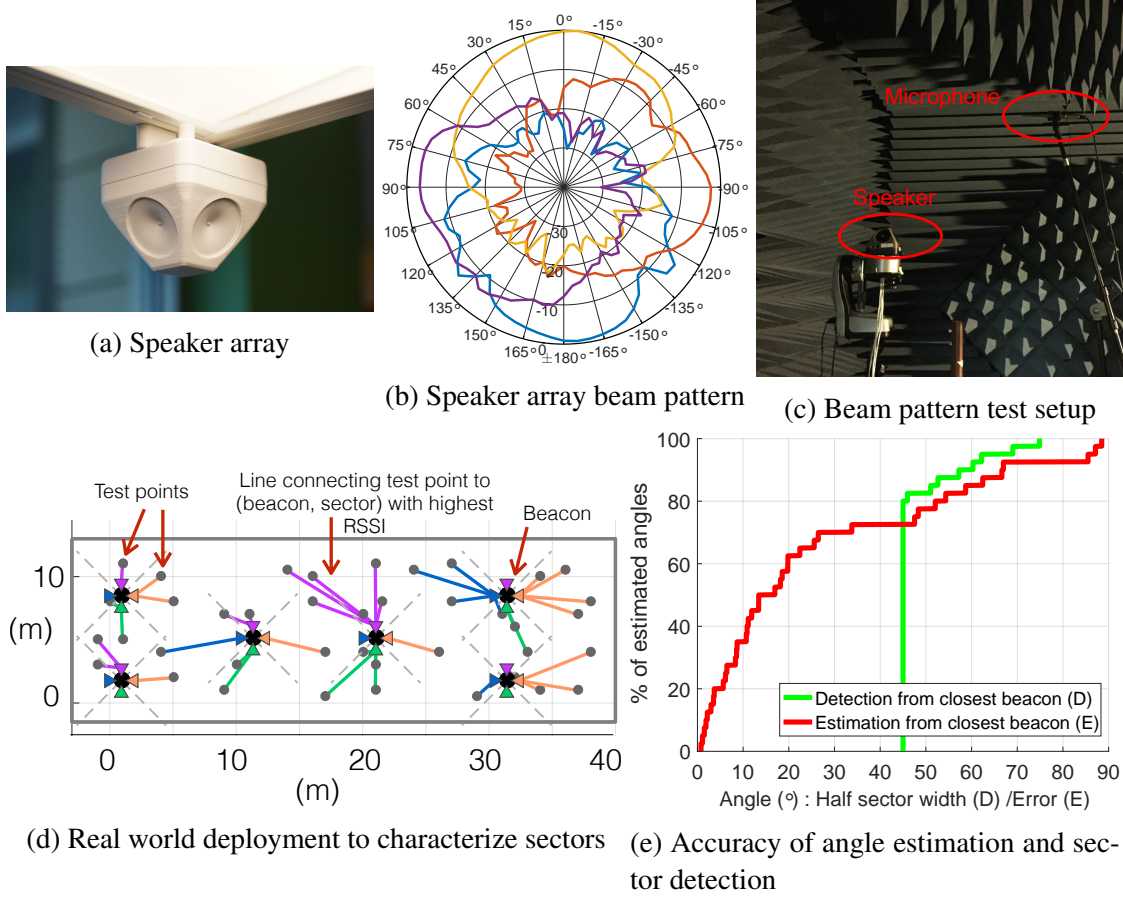 0°
15°
-15°
30°
-30°
45°
-45°
60°
-60°
75°
-75°
90°
-90°
105°
-105°
120°
-120°
135°
-135°
-150°
165°
-165°
±180°
0
-10
-20
-30
Microphone
Speaker
(a) Speaker array
(b) Speaker array beam pattern
(c) Beam pattern test setup
Test points
Line connecting test point to
(beacon, sector) with highest
RSSI
Beacon
10
(m)
0
0 10 20 30 40
(m)
(d) Real world deployment to characterize sectors
100
80
60
40
20
0
% of estimated angles
Detection from closest beacon (D)
Estimation from closest beacon (E)
0 10 20 30 40 50 60 70 80 90
Angle (°) : Half sector width (D) /Error (E)
(e) Accuracy of angle estimation and sec-
tor detection